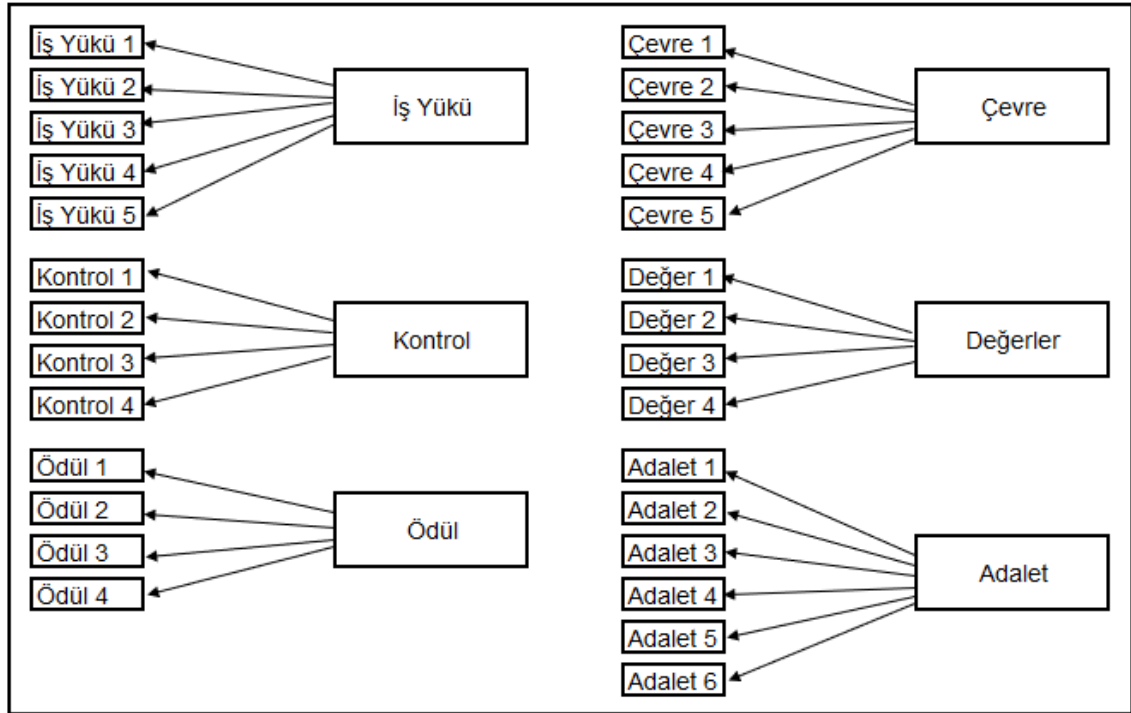 İş Yükü 1
İş Yükü 2
İş Yükü 3
İş Yükü 4
İş Yükü 5
İş Yükü
Kontrol 1
Kontrol 2
Kontrol 3
Kontrol 4
Kontrol
Ödül 1
Ödül 2
Ödül 3
Ödül 4
Ödül
Çevre 1
Çevre 2
Çevre 3
Çevre 4
Çevre 5
Çevre
Değer 1
Değer 2
Değer 3
Değer 4
Değerler
Adalet 1
Adalet 2
Adalet 3
Adalet 4
Adalet 5
Adalet 6
Adalet